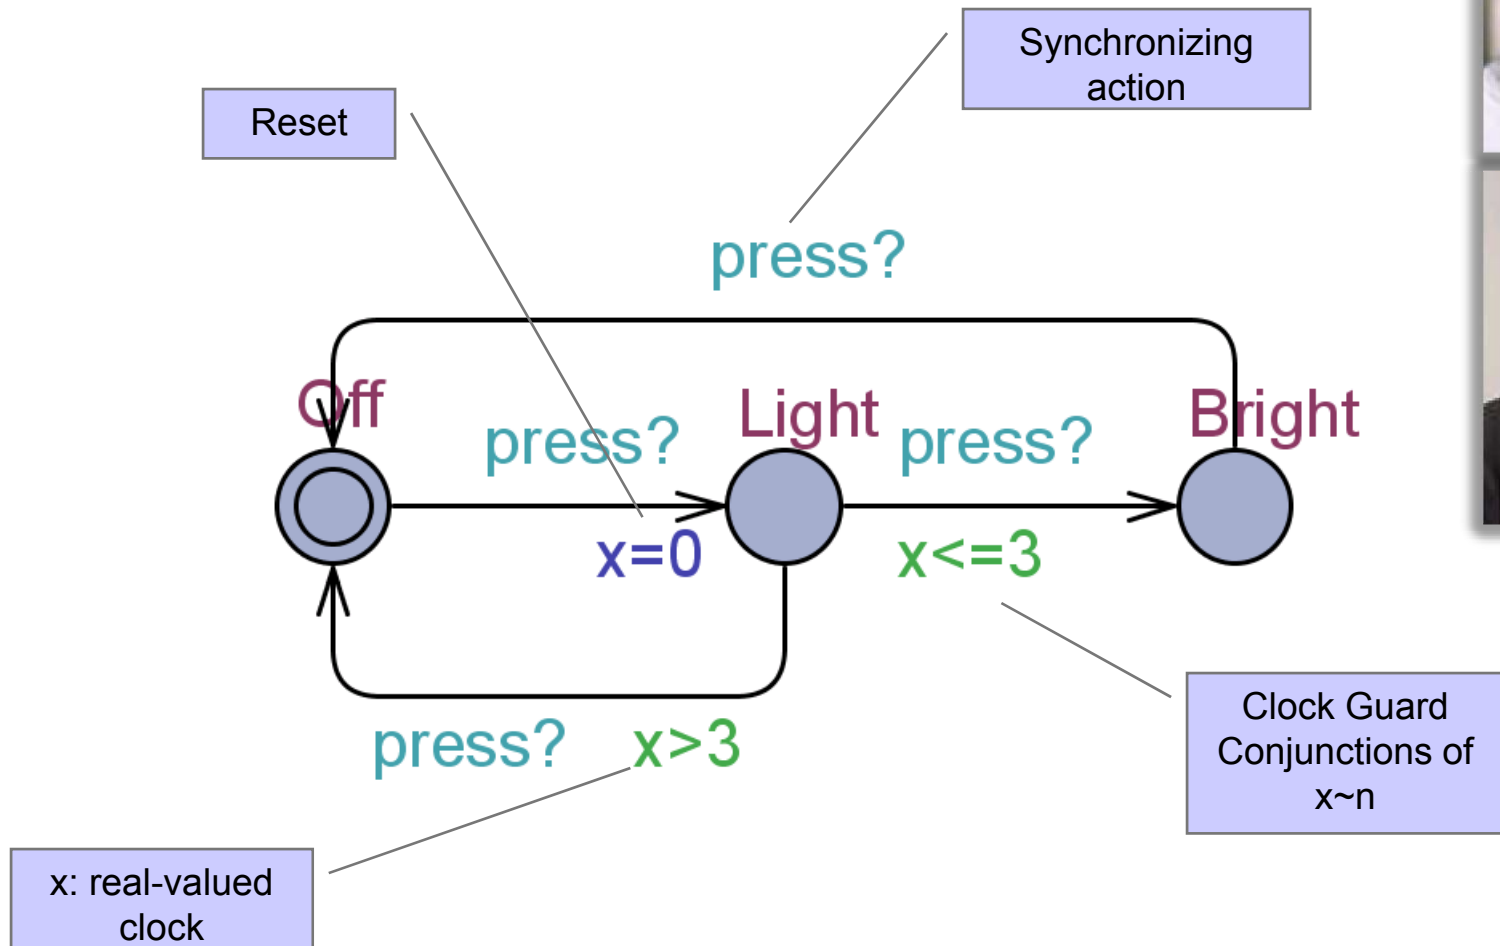 Synchronizing
action
Reset
press?
Off
press?
Light
press?
Bright
x=0
x<=3
press? x>3
Clock Guard
Conjunctions of
x~n
x: real-valued
clock